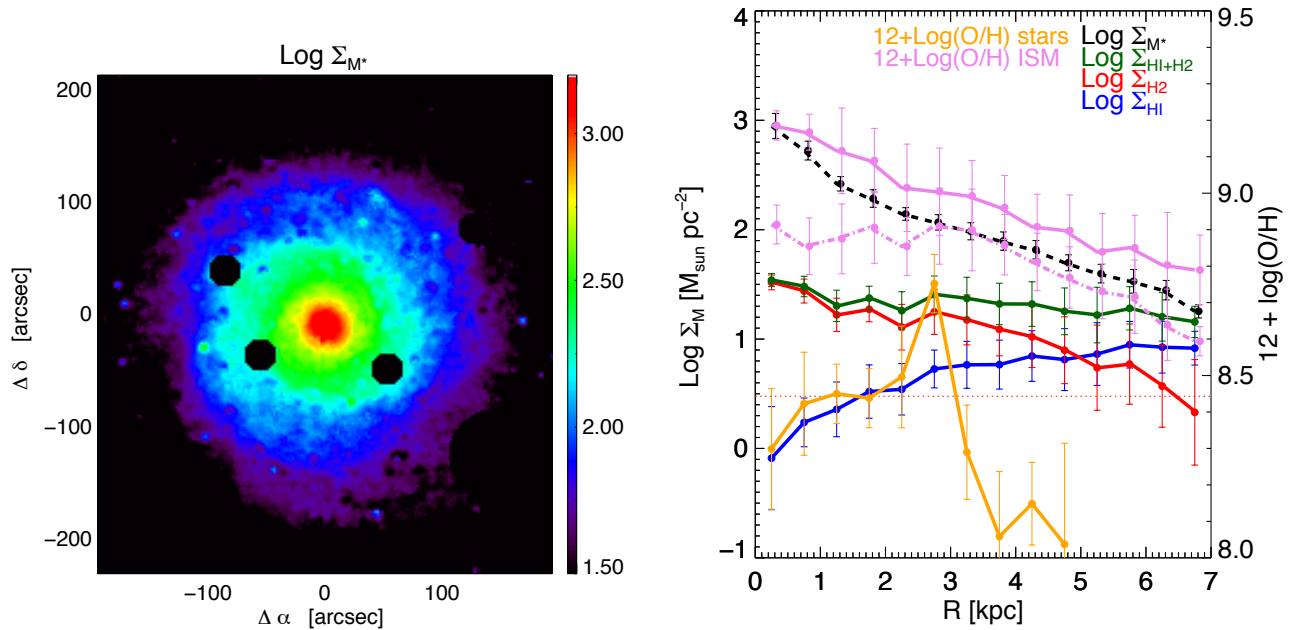 Log Σ_M*
200
100
0
−100
−200
−100 0 100
Δ α [arcsec]
Δ δ [arcsec]
3.00
2.50
2.00
1.50
12+Log(O/H) stars
12+Log(O/H) ISM
Log Σ_M*
Log Σ_HI+H2
Log Σ_H2
Log Σ_HI
4
3
2
1
0
−1
Log Σ_M [M_sun pc^−2]
0 1 2 3 4 5 6 7
R [kpc]
9.5
9.0
8.5
8.0
12 + log(O/H)